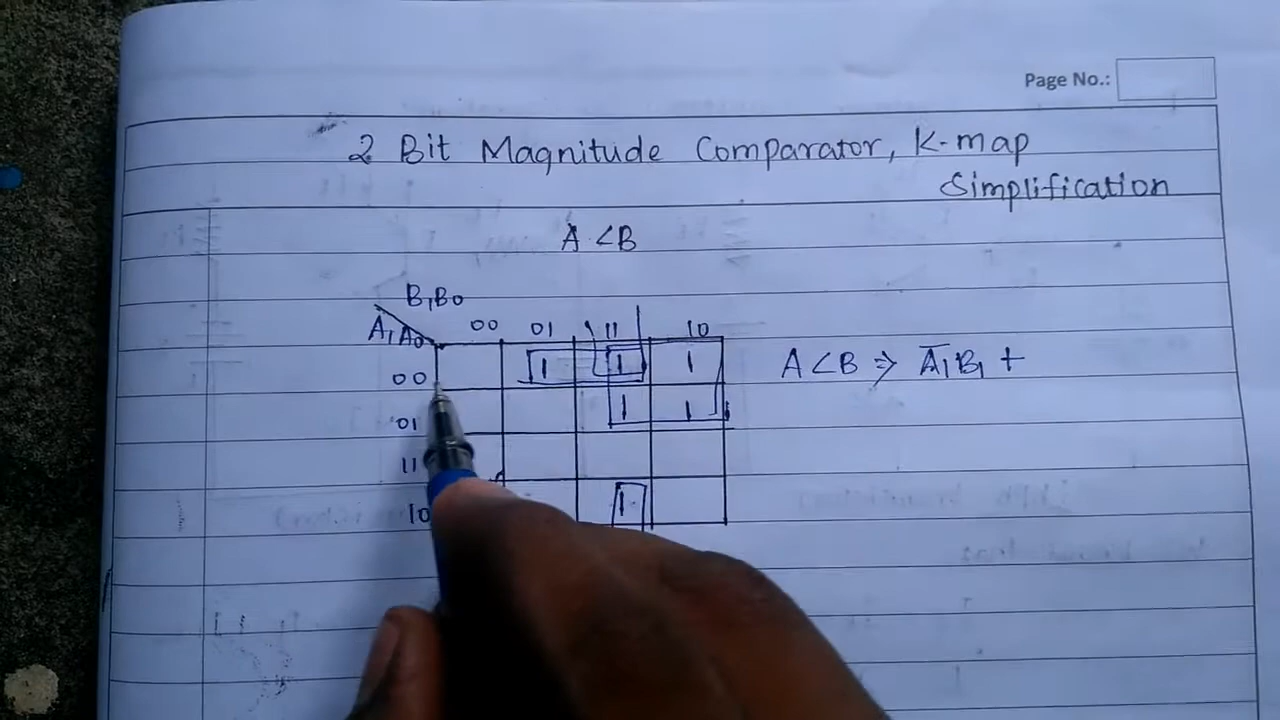 Page No.:
2 Bit Magnitude Comparator, K-map
Simplification
A < B
B₁B₀
A₁A₀
00 01 11 10
00 1 1 1
01 1 1
11
10 1
A < B ⇒ A̅₁B₁ +